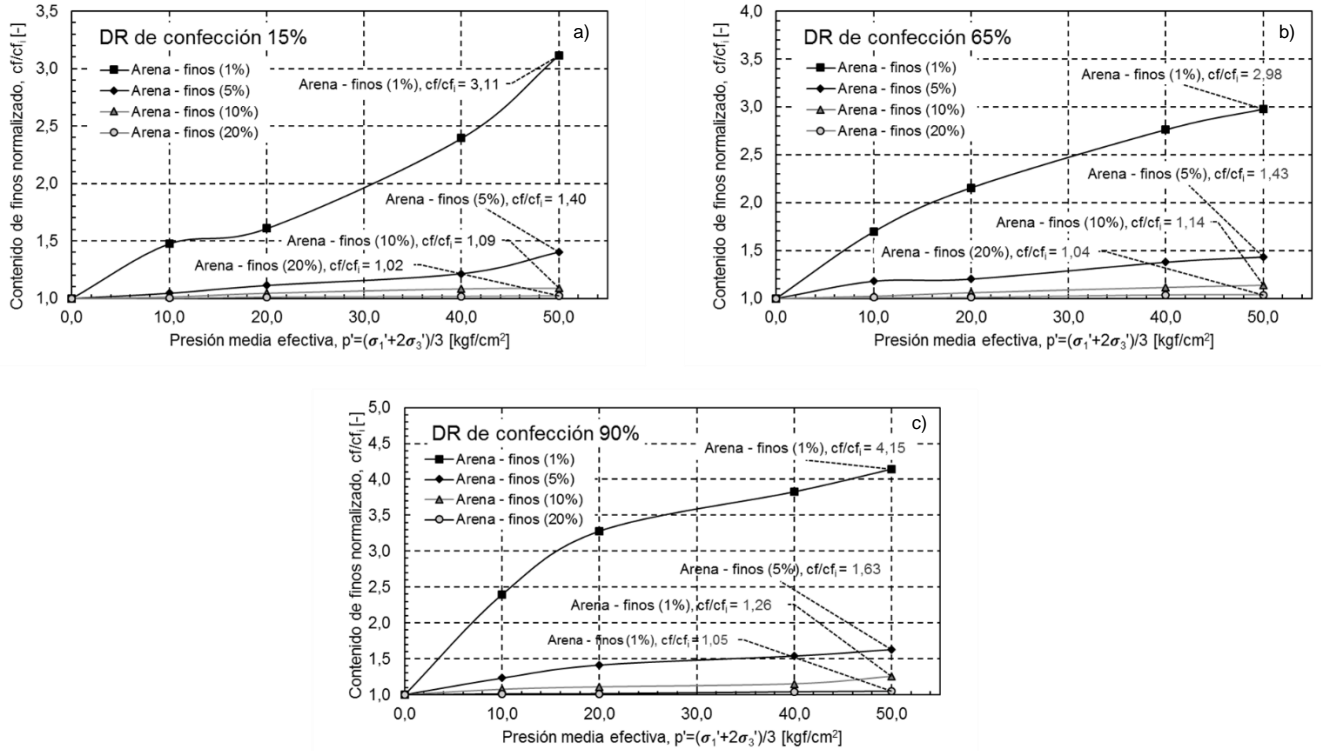 a)
DR de confección 15%
Arena - finos (1%)
Arena - finos (5%)
Arena - finos (10%)
Arena - finos (20%)
Arena - finos (1%), cf/cfᵢ = 3,11
Arena - finos (5%), cf/cfᵢ = 1,40
Arena - finos (10%), cf/cfᵢ = 1,09
Arena - finos (20%), cf/cfᵢ = 1,02
Contenido de finos normalizado, cf/cfᵢ [-]
3,5
3,0
2,5
2,0
1,5
1,0
0,0 10,0 20,0 30,0 40,0 50,0
Presión media efectiva, p'=(σ₁'+2σ₃')/3 [kgf/cm²]
b)
DR de confección 65%
Arena - finos (1%)
Arena - finos (5%)
Arena - finos (10%)
Arena - finos (20%)
Arena - finos (1%), cf/cfᵢ = 2,98
Arena - finos (5%), cf/cfᵢ = 1,43
Arena - finos (10%), cf/cfᵢ = 1,14
Arena - finos (20%), cf/cfᵢ = 1,04
Contenido de finos normalizado, cf/cfᵢ [-]
4,0
3,5
3,0
2,5
2,0
1,5
1,0
0,0 10,0 20,0 30,0 40,0 50,0
Presión media efectiva, p'=(σ₁'+2σ₃')/3 [kgf/cm²]
c)
DR de confección 90%
Arena - finos (1%)
Arena - finos (5%)
Arena - finos (10%)
Arena - finos (20%)
Arena - finos (1%), cf/cfᵢ = 4,15
Arena - finos (5%), cf/cfᵢ = 1,63
Arena - finos (1%), cf/cfᵢ = 1,26
Arena - finos (1%), cf/cfᵢ = 1,05
Contenido de finos normalizado, cf/cfᵢ [-]
5,0
4,5
4,0
3,5
3,0
2,5
2,0
1,5
1,0
0,0 10,0 20,0 30,0 40,0 50,0
Presión media efectiva, p'=(σ₁'+2σ₃')/3 [kgf/cm²]